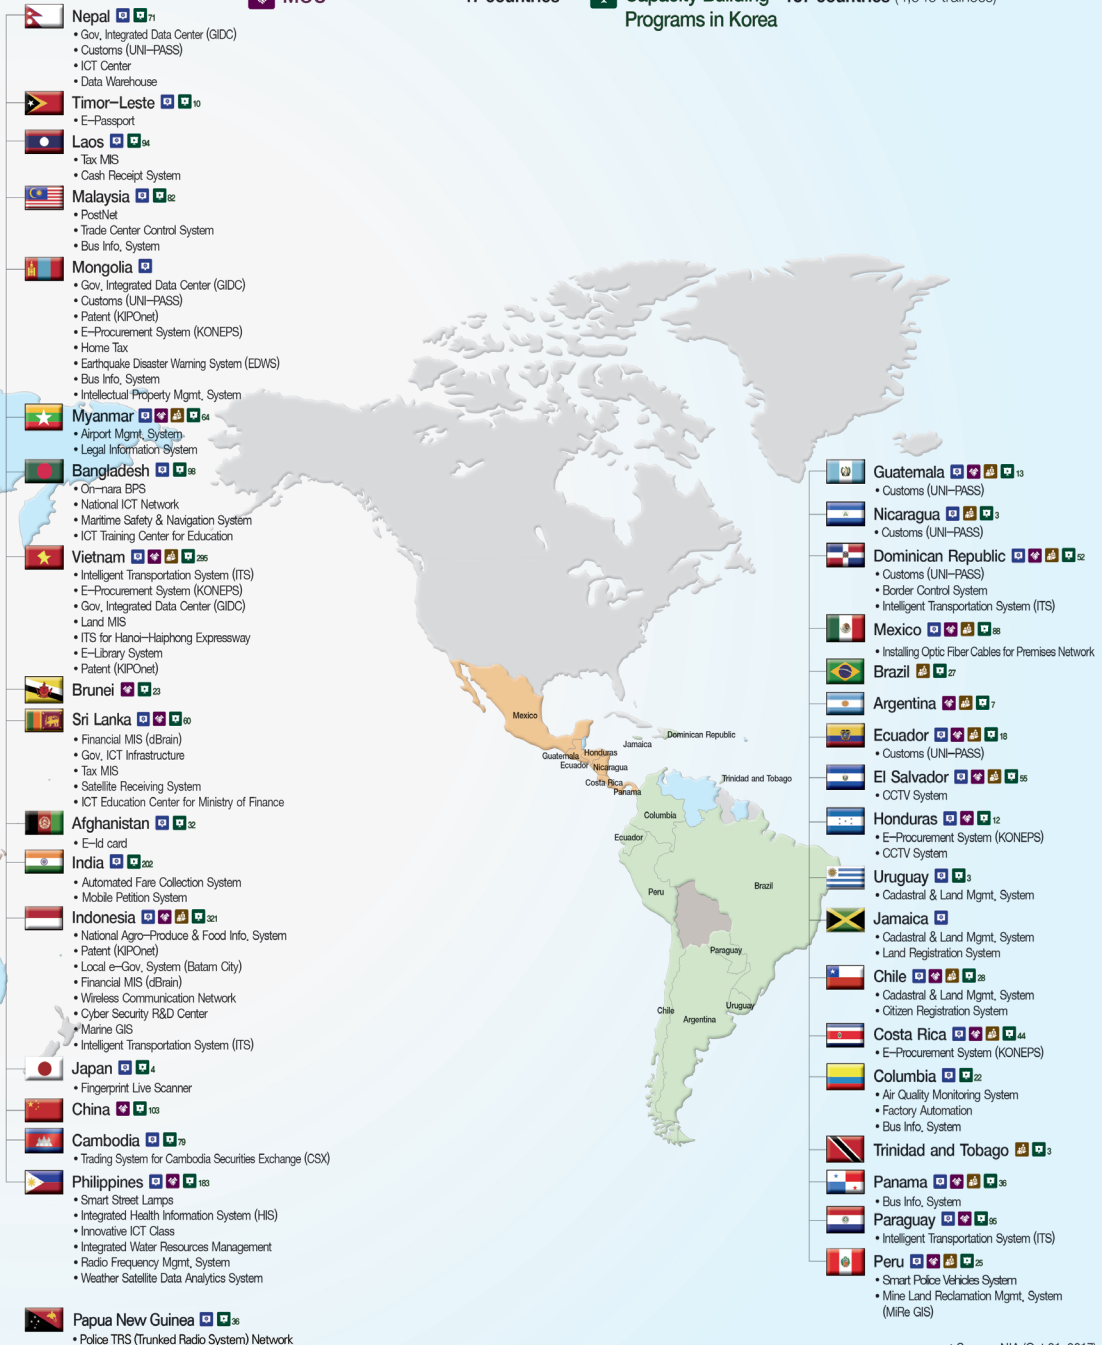 Programs in Korea
Nepal 71
• Gov. Integrated Data Center (GIDC)
• Customs (UNI-PASS)
• ICT Center
• Data Warehouse
Timor-Leste 10
• E-Passport
Laos 94
• Tax MIS
• Cash Receipt System
Malaysia 82
• PostNet
• Trade Center Control System
• Bus Info. System
Mongolia
• Gov. Integrated Data Center (GIDC)
• Customs (UNI-PASS)
• Patent (KIPOnet)
• E-Procurement System (KONEPS)
• Home Tax
• Earthquake Disaster Warning System (EDWS)
• Bus Info. System
• Intellectual Property Mgmt. System
Myanmar 64
• Airport Mgmt. System
• Legal Information System
Bangladesh 98
• On-nara BPS
• National ICT Network
• Maritime Safety & Navigation System
• ICT Training Center for Education
Vietnam 295
• Intelligent Transportation System (ITS)
• E-Procurement System (KONEPS)
• Gov. Integrated Data Center (GIDC)
• Land MIS
• ITS for Hanoi-Haiphong Expressway
• E-Library System
• Patent (KIPOnet)
Brunei 23
Sri Lanka 60
• Financial MIS (dBrain)
• Gov. ICT Infrastructure
• Tax MIS
• Satellite Receiving System
• ICT Education Center for Ministry of Finance
Afghanistan 32
• E-Id card
India 202
• Automated Fare Collection System
• Mobile Petition System
Indonesia 321
• National Agro-Produce & Food Info. System
• Patent (KIPOnet)
• Local e-Gov. System (Batam City)
• Financial MIS (dBrain)
• Wireless Communication Network
• Cyber Security R&D Center
• Marine GIS
• Intelligent Transportation System (ITS)
Japan 4
• Fingerprint Live Scanner
China 103
Cambodia 79
• Trading System for Cambodia Securities Exchange (CSX)
Philippines 183
• Smart Street Lamps
• Integrated Health Information System (HIS)
• Innovative ICT Class
• Integrated Water Resources Management
• Radio Frequency Mgmt. System
• Weather Satellite Data Analytics System
Papua New Guinea 36
• Police TRS (Trunked Radio System) Network
Mexico
Guatemala
Ecuador
Honduras
Nicaragua
Costa Rica
Panama
Jamaica
Dominican Republic
Trinidad and Tobago
Columbia
Ecuador
Peru
Brazil
Paraguay
Uruguay
Chile
Argentina
Guatemala 13
• Customs (UNI-PASS)
Nicaragua 3
• Customs (UNI-PASS)
Dominican Republic 52
• Customs (UNI-PASS)
• Border Control System
• Intelligent Transportation System (ITS)
Mexico 88
• Installing Optic Fiber Cables for Premises Network
Brazil 27
Argentina 7
Ecuador 18
• Customs (UNI-PASS)
El Salvador 55
• CCTV System
Honduras 12
• E-Procurement System (KONEPS)
• CCTV System
Uruguay 3
• Cadastral & Land Mgmt. System
Jamaica
• Cadastral & Land Mgmt. System
• Land Registration System
Chile 28
• Cadastral & Land Mgmt. System
• Citizen Registration System
Costa Rica 44
• E-Procurement System (KONEPS)
Columbia 22
• Air Quality Monitoring System
• Factory Automation
• Bus Info. System
Trinidad and Tobago 3
Panama 36
• Bus Info. System
Paraguay 95
• Intelligent Transportation System (ITS)
Peru 25
• Smart Police Vehicles System
• Mine Land Reclamation Mgmt. System
(MiRe GIS)